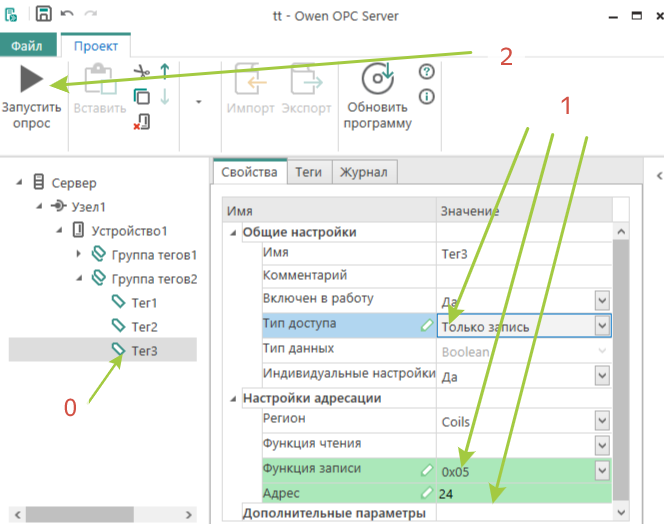 tt - Owen OPC Server
Файл
Проект
2
Запустить
опрос
Вставить
Импорт
Экспорт
Обновить
программу
1
Свойства
Теги
Журнал
Сервер
Узел1
Устройство1
Группа тегов1
Группа тегов2
Тег1
Тег2
Тег3
0
Имя Значение
Общие настройки
Имя Тег3
Комментарий
Включен в работу Да
Тип доступа Только запись
Тип данных Boolean
Индивидуальные настройки Да
Настройки адресации
Регион Coils
Функция чтения
Функция записи 0x05
Адрес 24
Дополнительные параметры